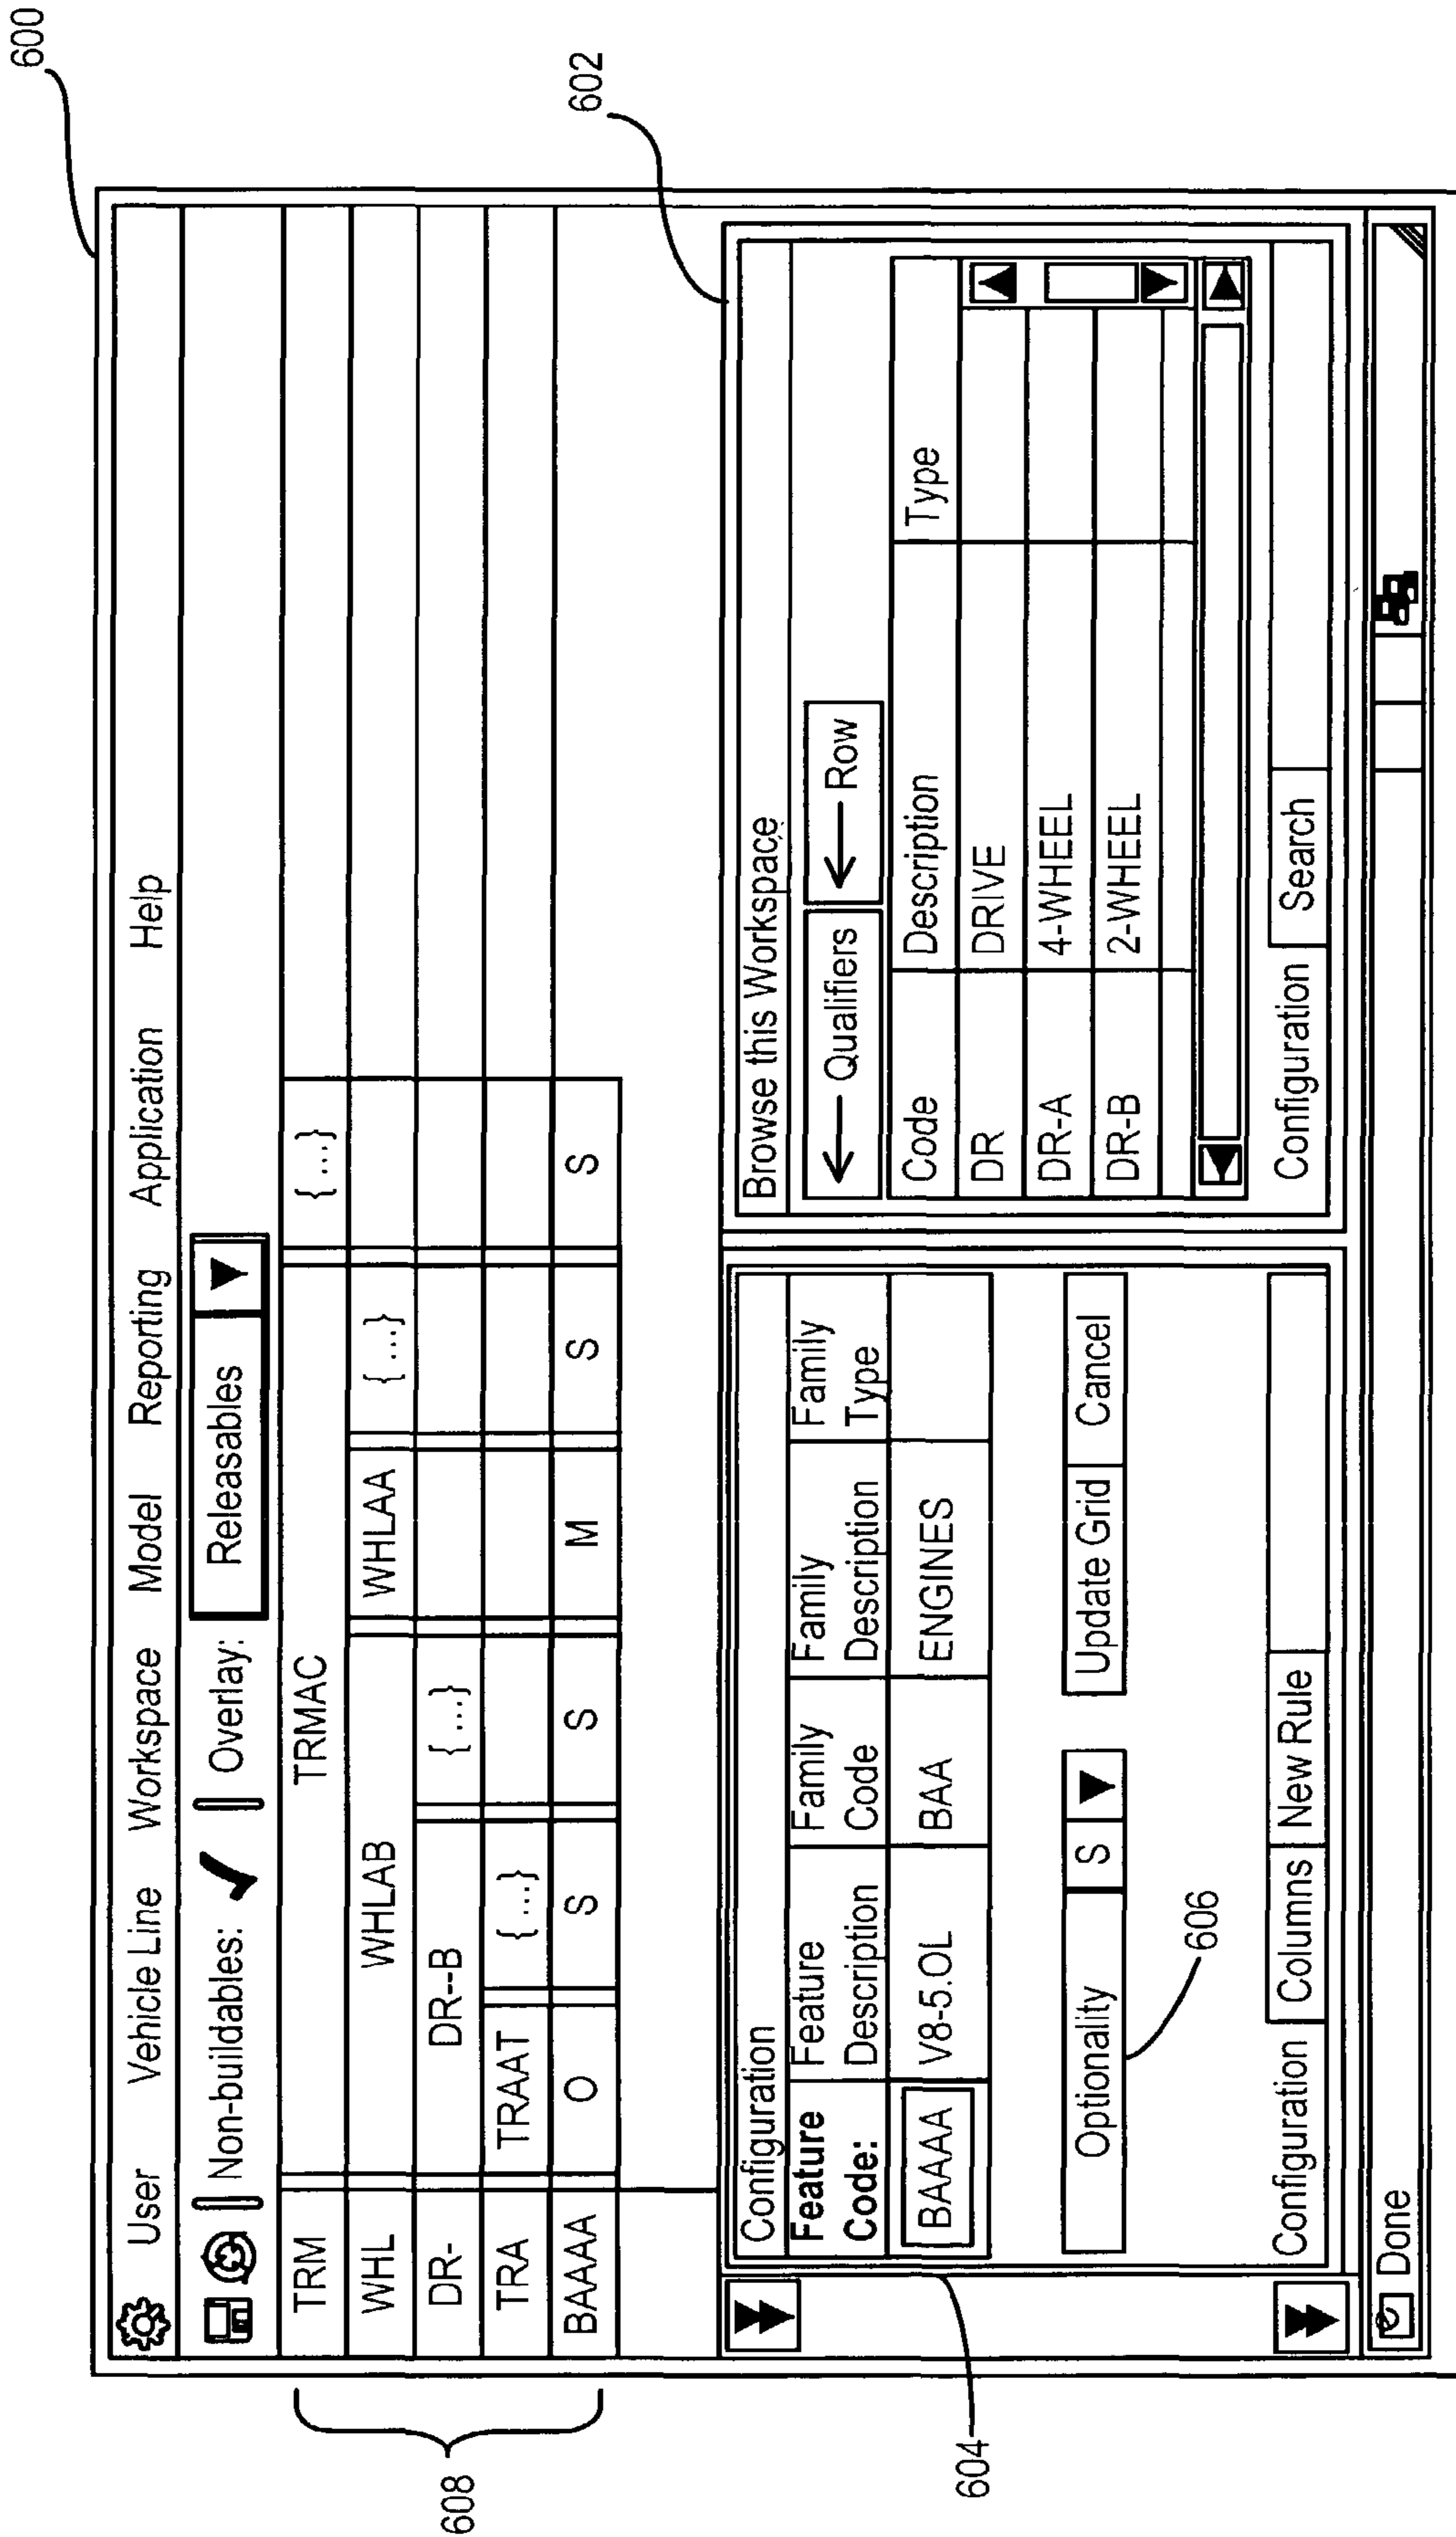 600
User Vehicle Line Workspace Model Reporting Application Help
Non-buildables: Overlay: Releasables
TRM TRMAC {...}
WHL WHLAB WHLAA {...}
DR- DR--B {...}
TRA TRAAT {...}
BAAAA O S S M S S
608
602
Configuration
Feature Code: Feature Description Family Code Family Description Family Type
BAAAA V8-5.0L BAA ENGINES
Optionality S Update Grid Cancel
606
Configuration Columns New Rule
604
Browse this Workspace
Qualifiers Row
Code Description Type
DR DRIVE
DR-A 4-WHEEL
DR-B 2-WHEEL
Configuration Search
Done